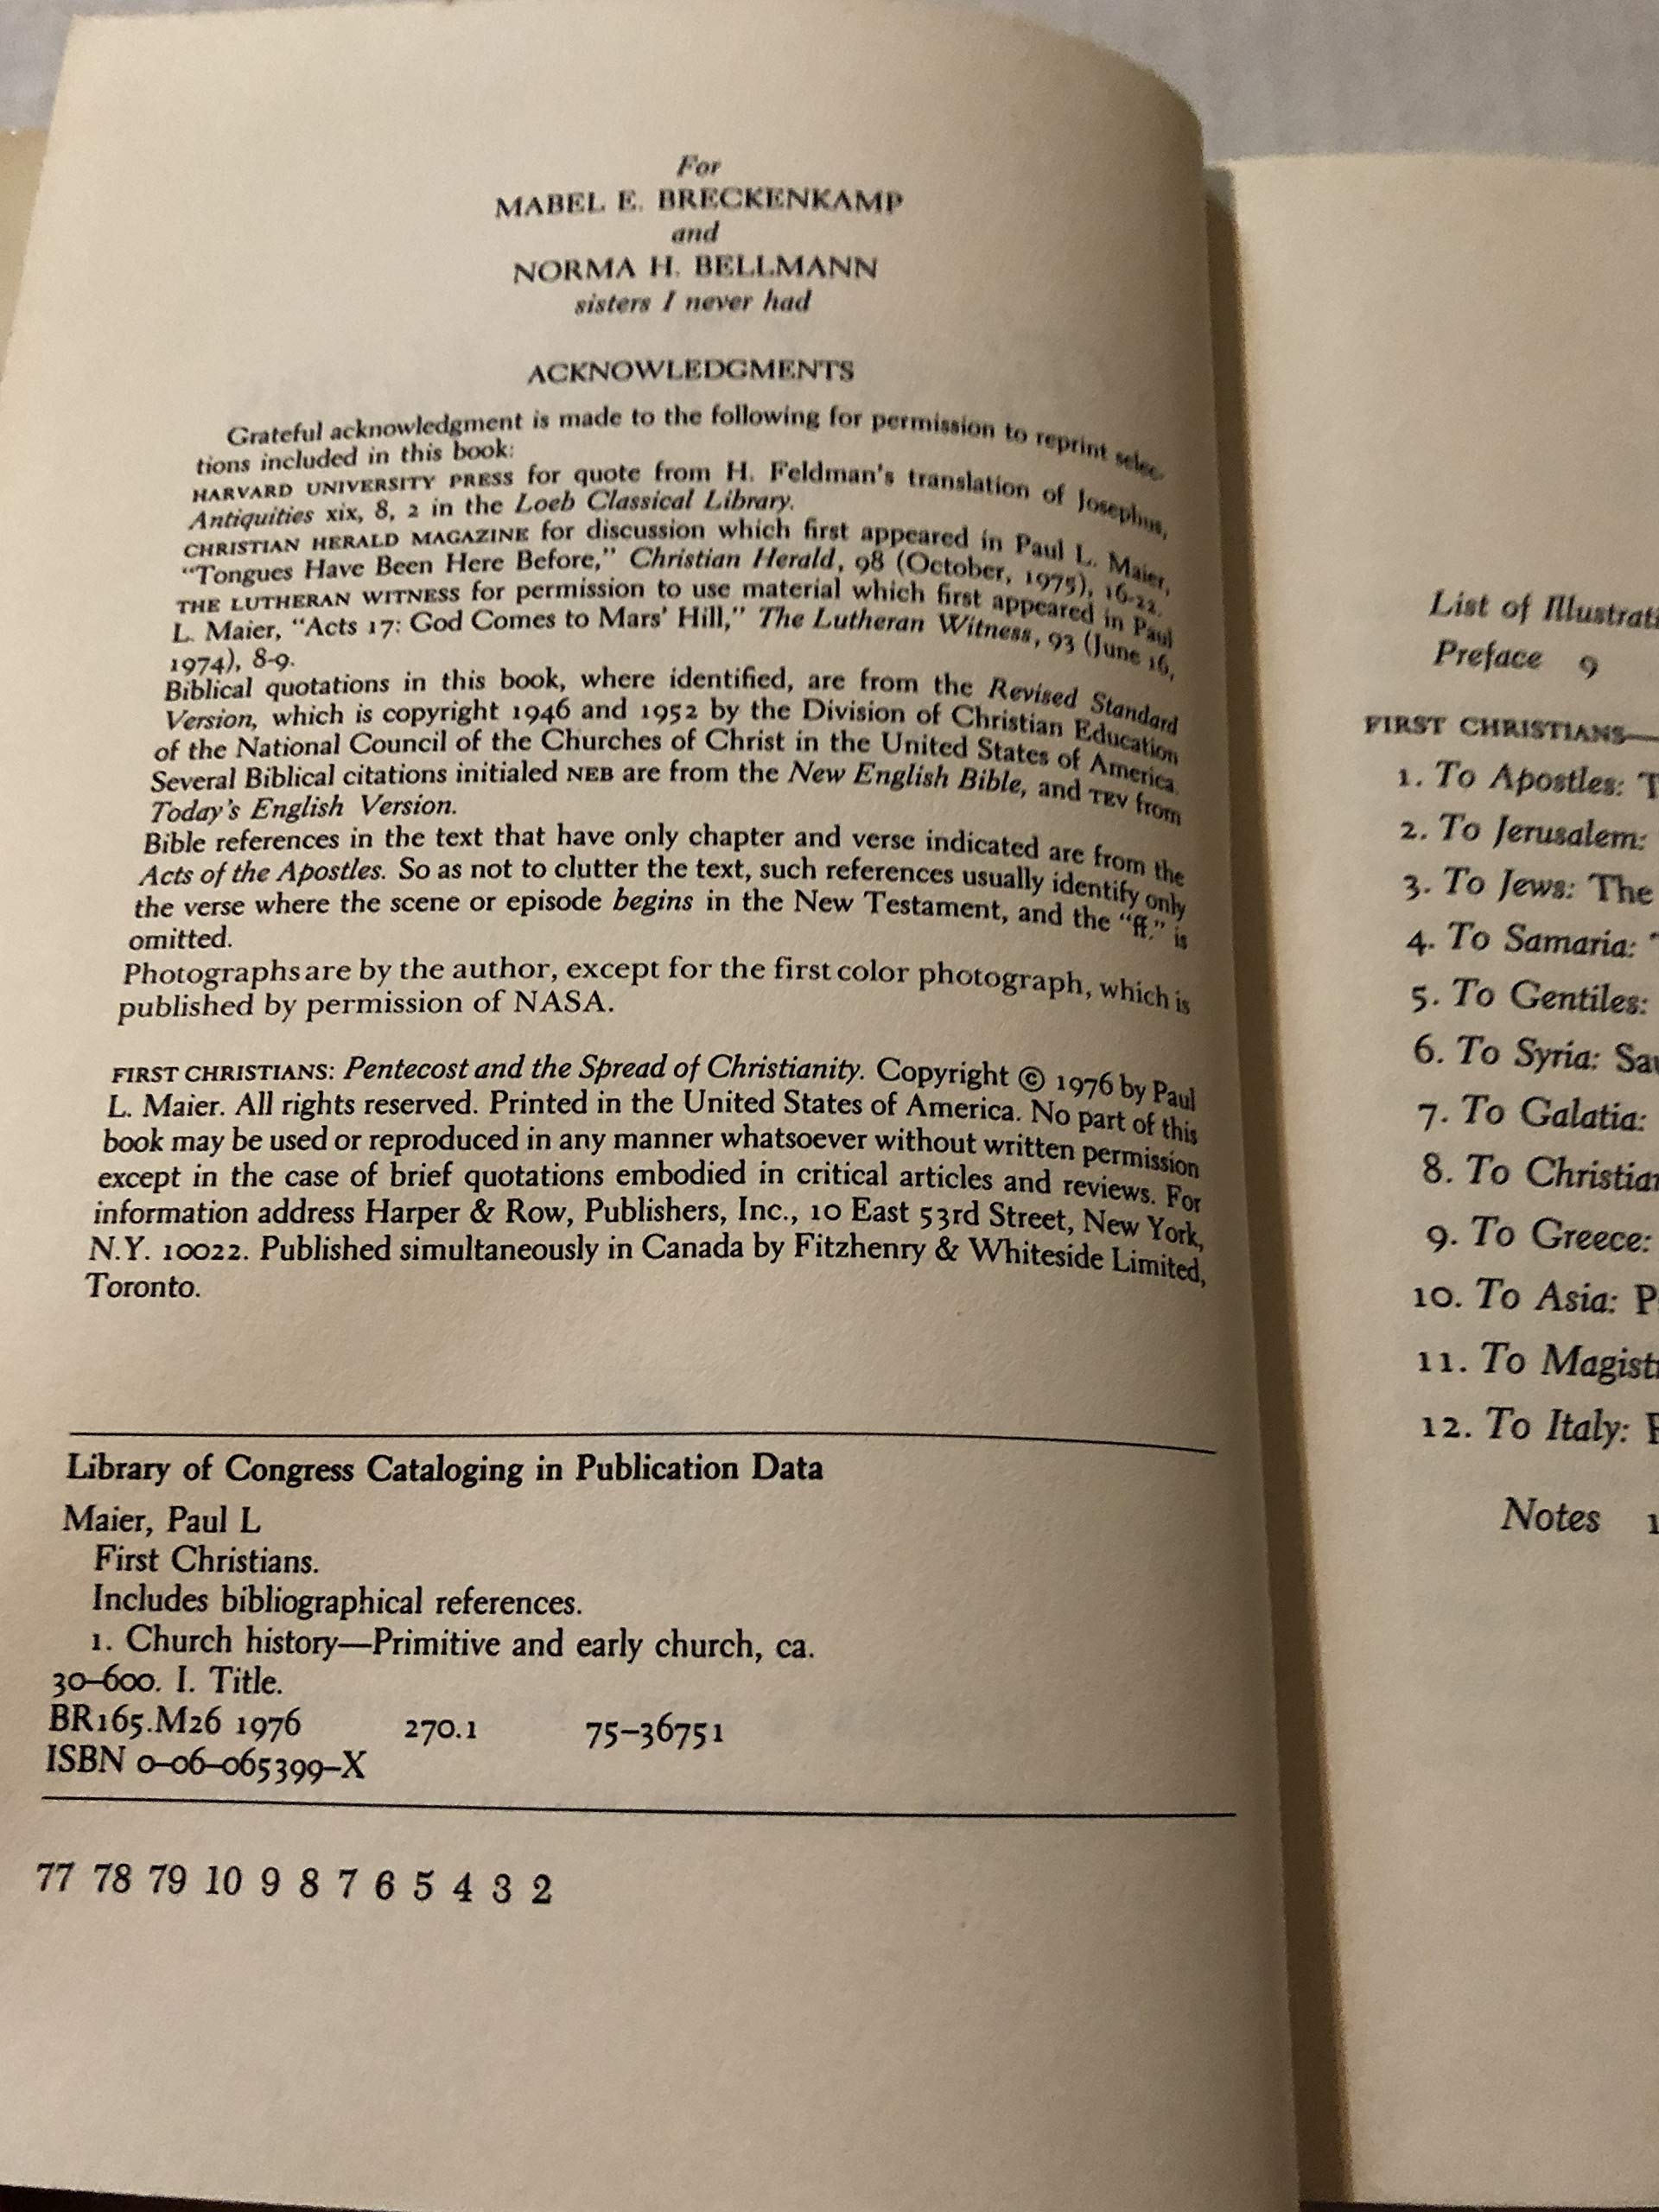 For
MABEL E. BRECKENKAMP
and
NORMA H. BELLMANN
sisters I never had
ACKNOWLEDGMENTS
Grateful acknowledgment is made to the following for permission to reprint selec-
tions included in this book:
HARVARD UNIVERSITY PRESS for quote from H. Feldman's translation of Josephus,
Antiquities xix, 8, 2 in the Loeb Classical Library.
CHRISTIAN HERALD MAGAZINE for discussion which first appeared in Paul L. Maier,
"Tongues Have Been Here Before," Christian Herald, 98 (October, 1975), 16-22.
THE LUTHERAN WITNESS for permission to use material which first appeared in Paul
L. Maier, "Acts 17: God Comes to Mars' Hill," The Lutheran Witness, 93 (June 16,
1974), 8-9.
Biblical quotations in this book, where identified, are from the Revised Standard
Version, which is copyright 1946 and 1952 by the Division of Christian Education
of the National Council of the Churches of Christ in the United States of America.
Several Biblical citations initialed NEB are from the New English Bible, and TEV from
Today's English Version.
Bible references in the text that have only chapter and verse indicated are from the
Acts of the Apostles. So as not to clutter the text, such references usually identify only
the verse where the scene or episode begins in the New Testament, and the "ff." is
omitted.
Photographs are by the author, except for the first color photograph, which is
published by permission of NASA.
FIRST CHRISTIANS: Pentecost and the Spread of Christianity. Copyright © 1976 by Paul
L. Maier. All rights reserved. Printed in the United States of America. No part of this
book may be used or reproduced in any manner whatsoever without written permission
except in the case of brief quotations embodied in critical articles and reviews. For
information address Harper & Row, Publishers, Inc., 10 East 53rd Street, New York,
N.Y. 10022. Published simultaneously in Canada by Fitzhenry & Whiteside Limited,
Toronto.
Library of Congress Cataloging in Publication Data
Maier, Paul L
First Christians.
Includes bibliographical references.
1. Church history—Primitive and early church, ca.
30–600. I. Title.
BR165.M26 1976 270.1 75–36751
ISBN 0–06–065399–X
77 78 79 10 9 8 7 6 5 4 3 2
List of Illustrati
Preface 9
FIRST CHRISTIANS—
1. To Apostles: T
2. To Jerusalem:
3. To Jews: The
4. To Samaria:
5. To Gentiles:
6. To Syria: Sa
7. To Galatia:
8. To Christian
9. To Greece:
10. To Asia: P
11. To Magist
12. To Italy:
Notes 1